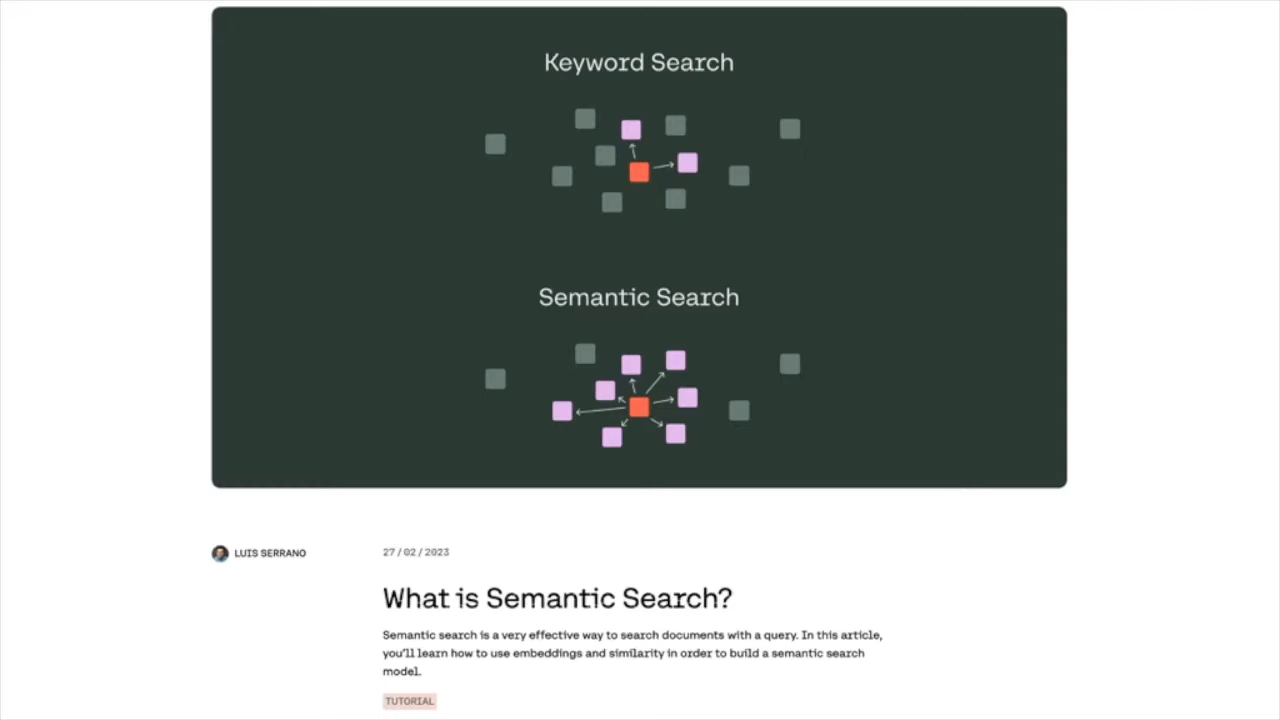 Keyword Search
Semantic Search
LUIS SERRANO
27 / 02 / 2023
What is Semantic Search?
Semantic search is a very effective way to search documents with a query. In this article,
you'll learn how to use embeddings and similarity in order to build a semantic search
model.
TUTORIAL